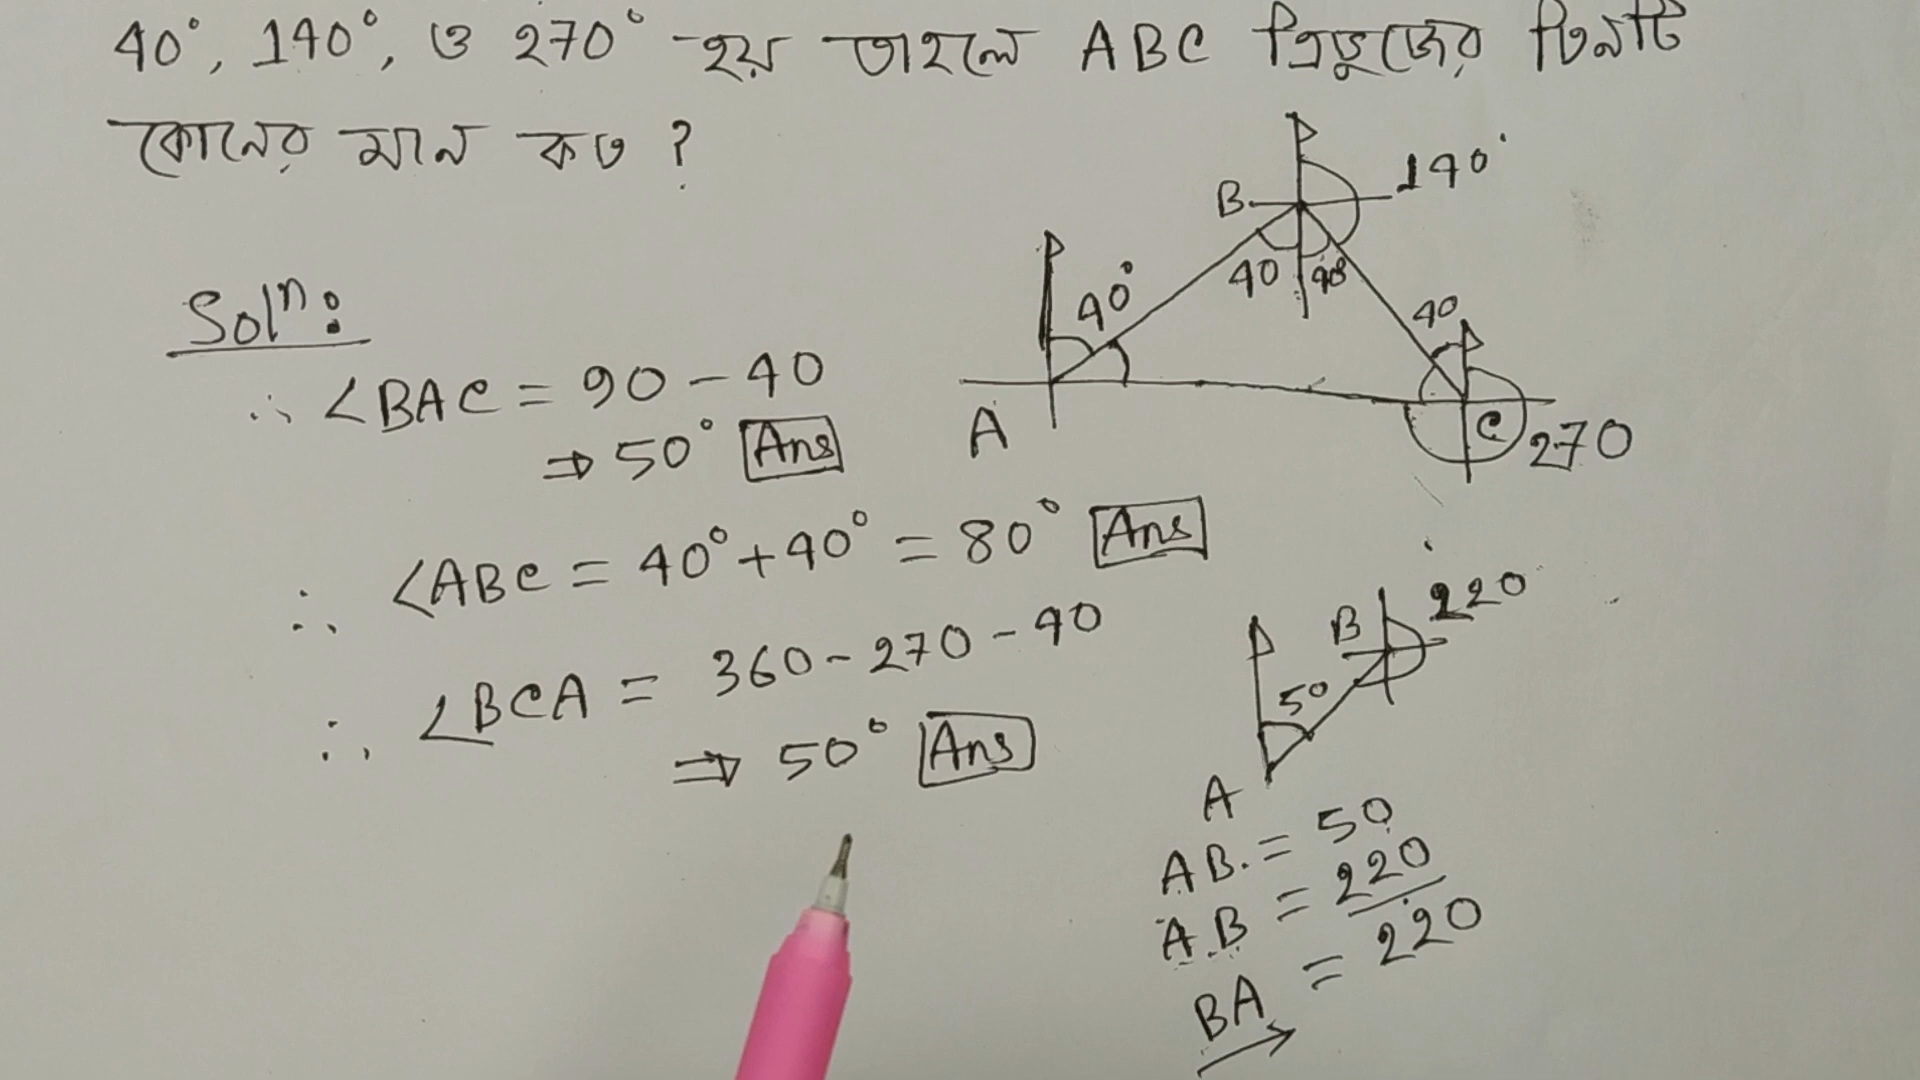 40°, 140°, ও 270° হয় তাহলে ABC ত্রিভুজের তিনটি
কোনের মান কত ?
B 140°
40° 40 40 40
A C 270
Solⁿ:
∴ ∠BAC = 90 - 40
⇒ 50° Ans
∴ ∠ABC = 40° + 40° = 80° Ans
∴ ∠BCA = 360 - 270 - 40
⇒ 50° Ans
B 220
50
A
AB = 50
AB = 220
BA = 220